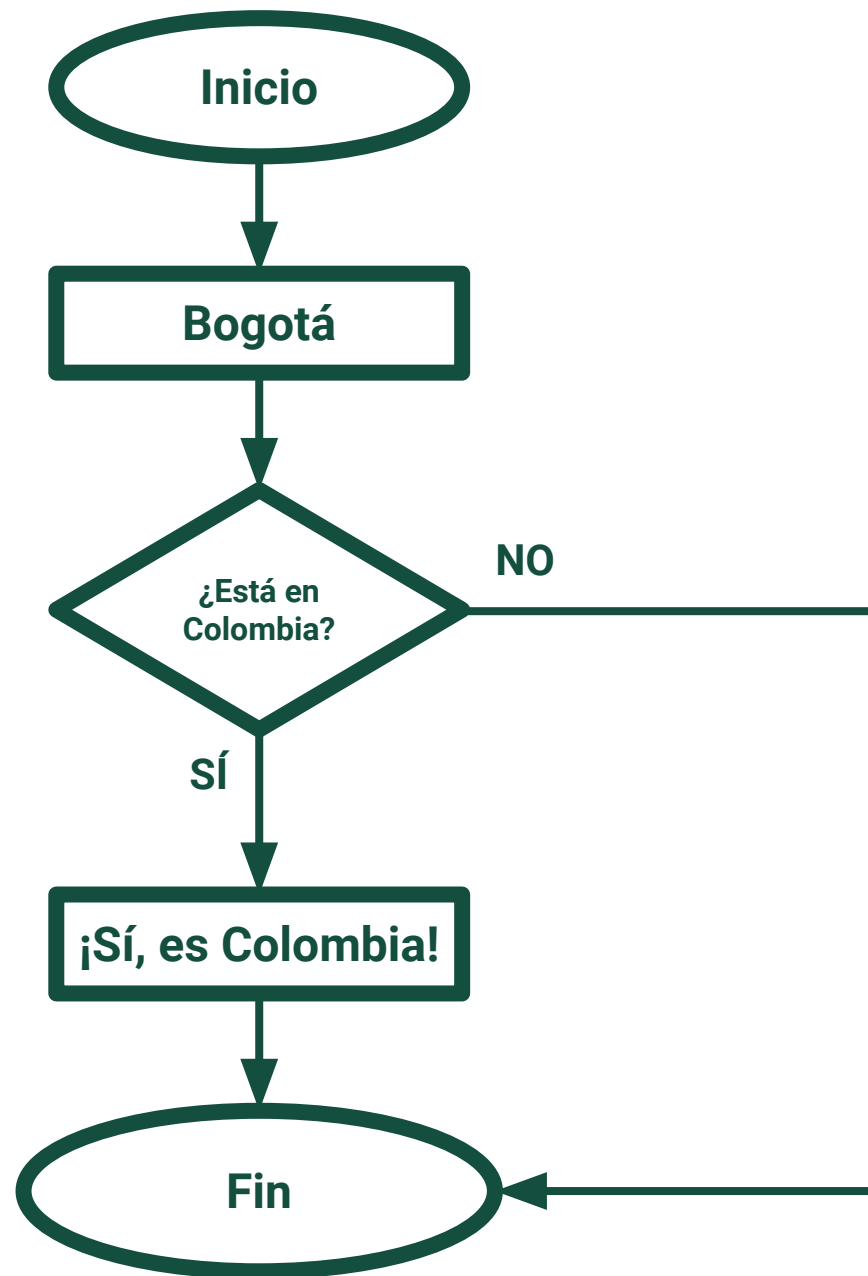 Inicio
Bogotá
¿Está en
Colombia?
NO
SÍ
¡Sí, es Colombia!
Fin